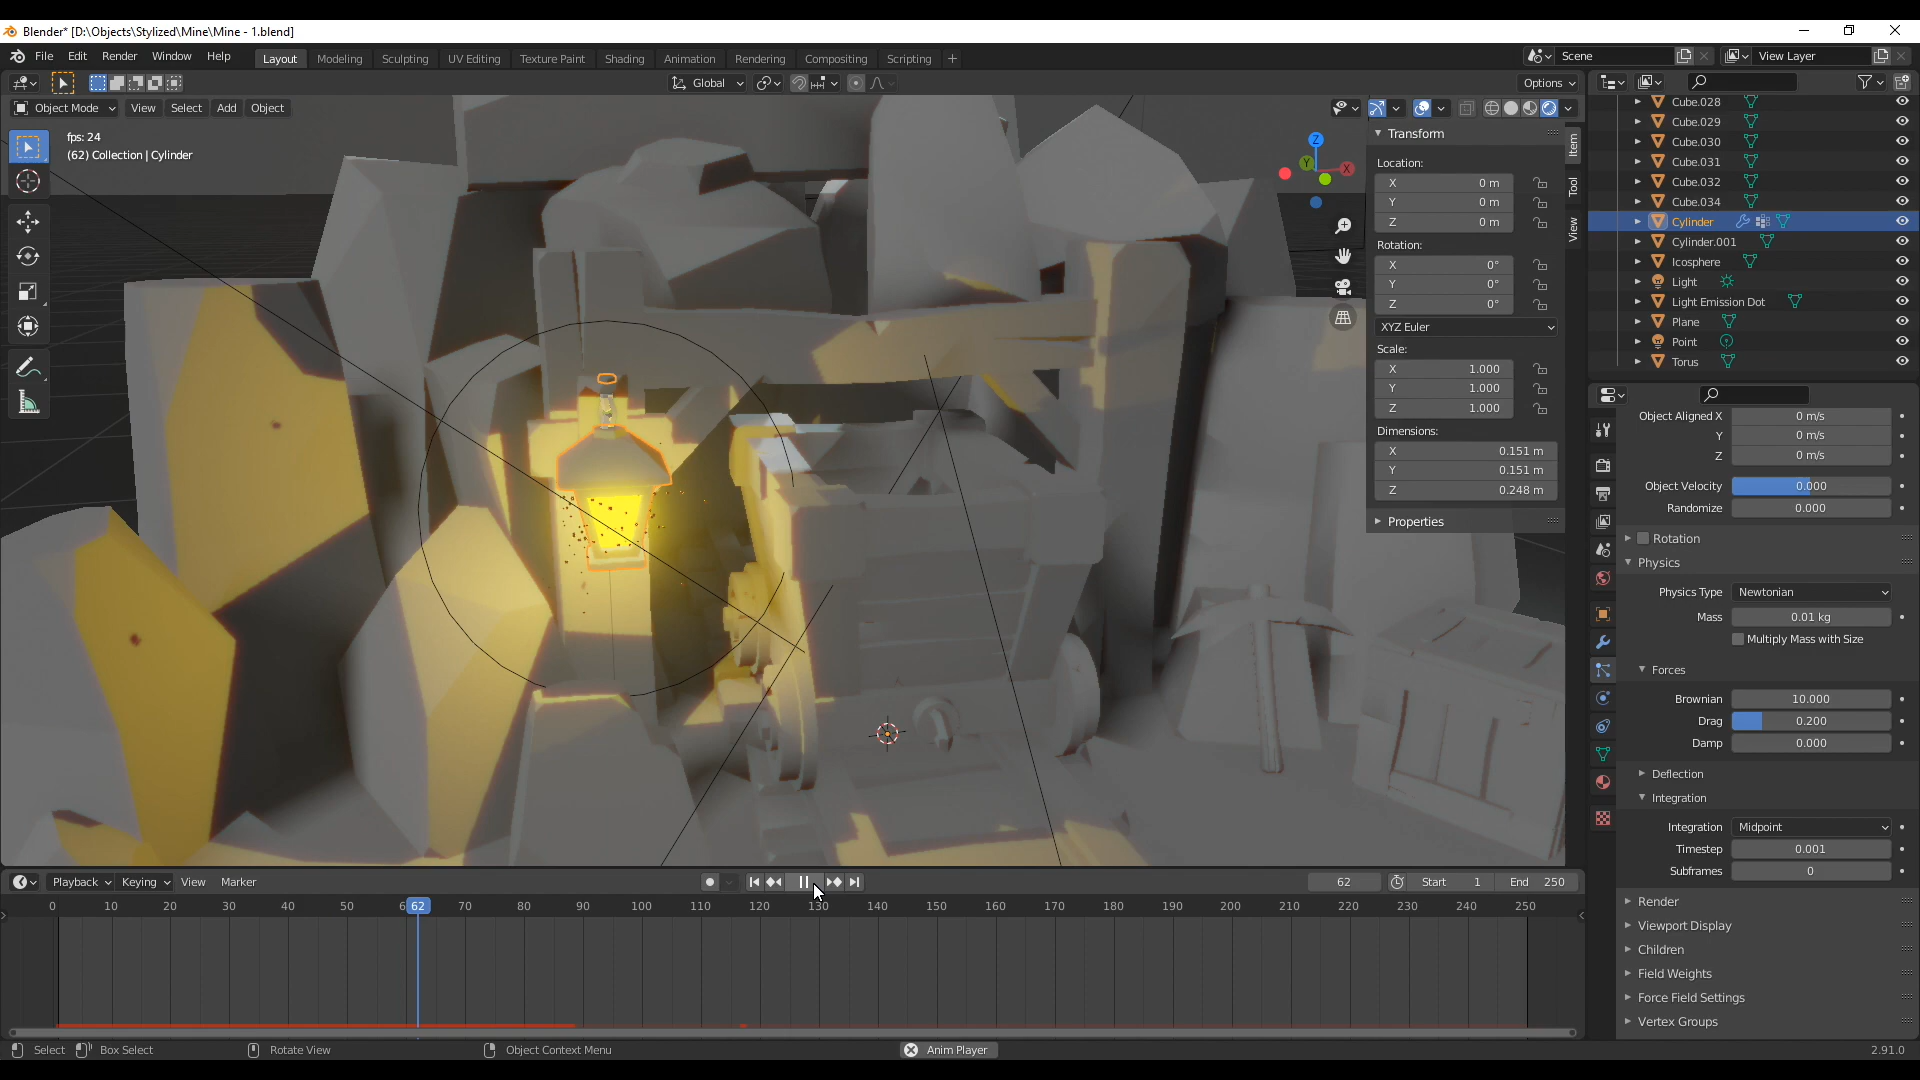 Blender* [D:\Objects\Stylized\Mine\Mine - 1.blend]
File Edit Render Window Help Layout Modeling Sculpting UV Editing Texture Paint Shading Animation Rendering Compositing Scripting + Scene View Layer
Global Options
Object Mode View Select Add Object
fps: 24
(62) Collection | Cylinder
Z
Y
X
Transform
Location:
X 0 m
Y 0 m
Z 0 m
Rotation:
X 0°
Y 0°
Z 0°
XYZ Euler
Scale:
X 1.000
Y 1.000
Z 1.000
Dimensions:
X 0.151 m
Y 0.151 m
Z 0.248 m
Properties
Item
Tool
View
Cube.028
Cube.029
Cube.030
Cube.031
Cube.032
Cube.034
Cylinder
Cylinder.001
Icosphere
Light
Light Emission Dot
Plane
Point
Torus
Object Aligned X 0 m/s
Y 0 m/s
Z 0 m/s
Object Velocity 0.000
Randomize 0.000
Rotation
Physics
Physics Type Newtonian
Mass 0.01 kg
Multiply Mass with Size
Forces
Brownian 10.000
Drag 0.200
Damp 0.000
Deflection
Integration
Integration Midpoint
Timestep 0.001
Subframes 0
Render
Viewport Display
Children
Field Weights
Force Field Settings
Vertex Groups
Playback Keying View Marker 62 Start 1 End 250
0 10 20 30 40 50 6 62 70 80 90 100 110 120 130 140 150 160 170 180 190 200 210 220 230 240 250
Select Box Select Rotate View Object Context Menu Anim Player 2.91.0